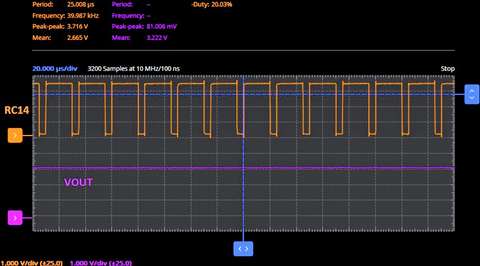 Period: 25.008 µs Period: -- -Duty: 20.03%
Frequency: 39.987 kHz Frequency: --
Peak-peak: 3.716 V Peak-peak: 81.006 mV
Mean: 2.665 V Mean: 3.222 V
20.000 µs/div 3200 Samples at 10 MHz/100 ns Stop
RC14
VOUT
1.000 V/div (±25.0) 1.000 V/div (±25.0)